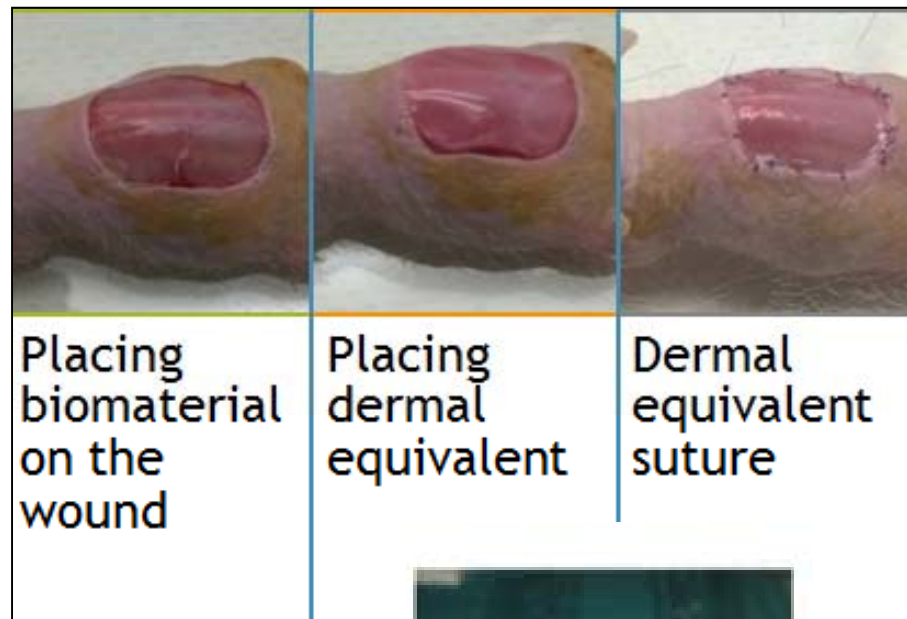 Placing
biomaterial
on the
wound
Placing
dermal
equivalent
Dermal
equivalent
suture